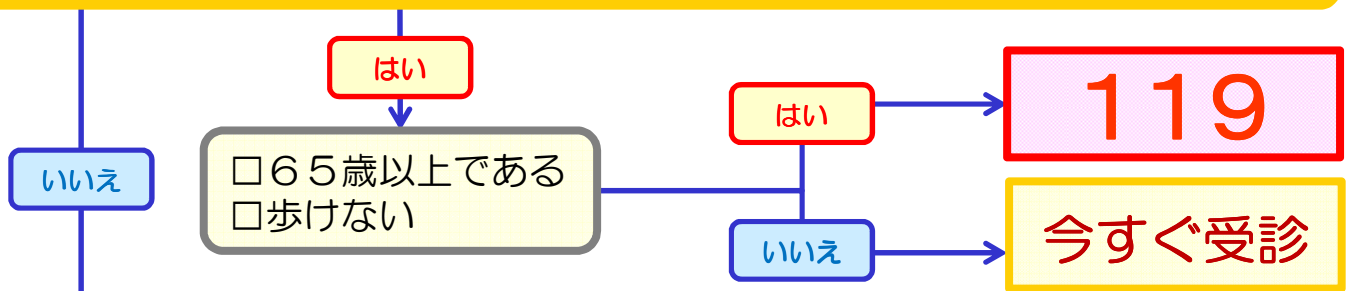 はい
はい
119
いいえ
□65歳以上である
□歩けない
いいえ
今すぐ受診